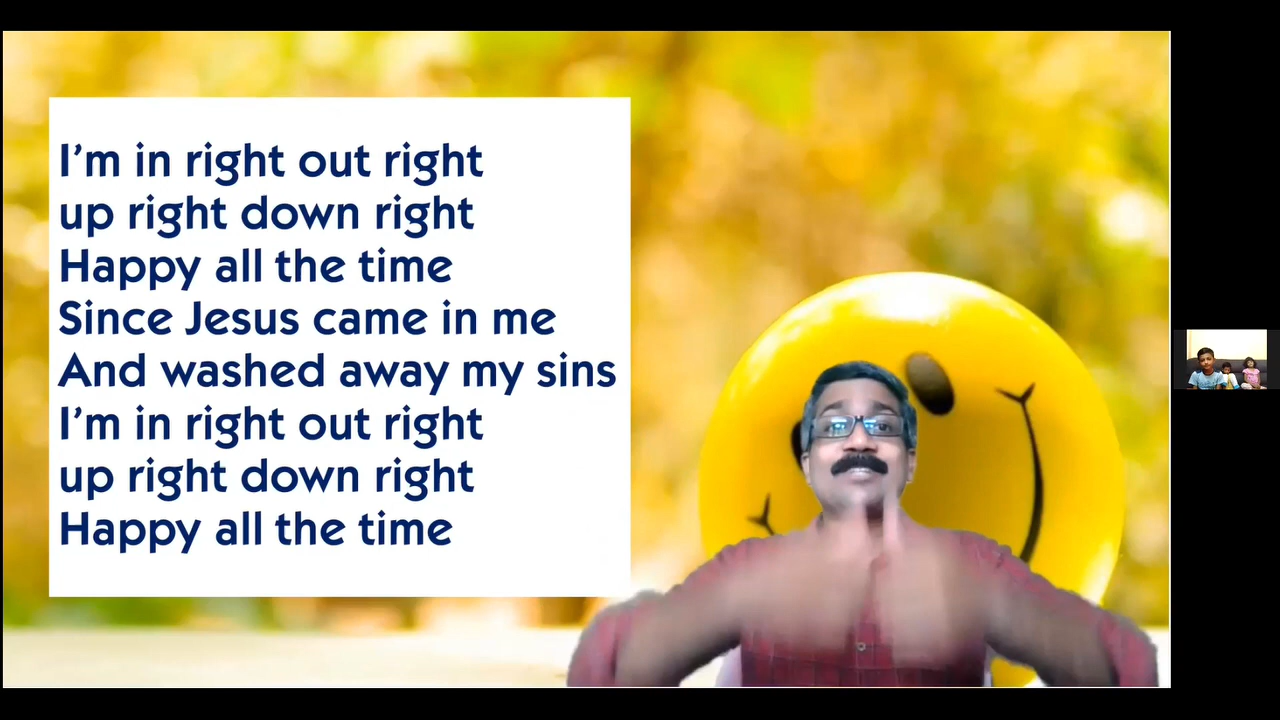 I'm in right out right
up right down right
Happy all the time
Since Jesus came in me
And washed away my sins
I'm in right out right
up right down right
Happy all the time